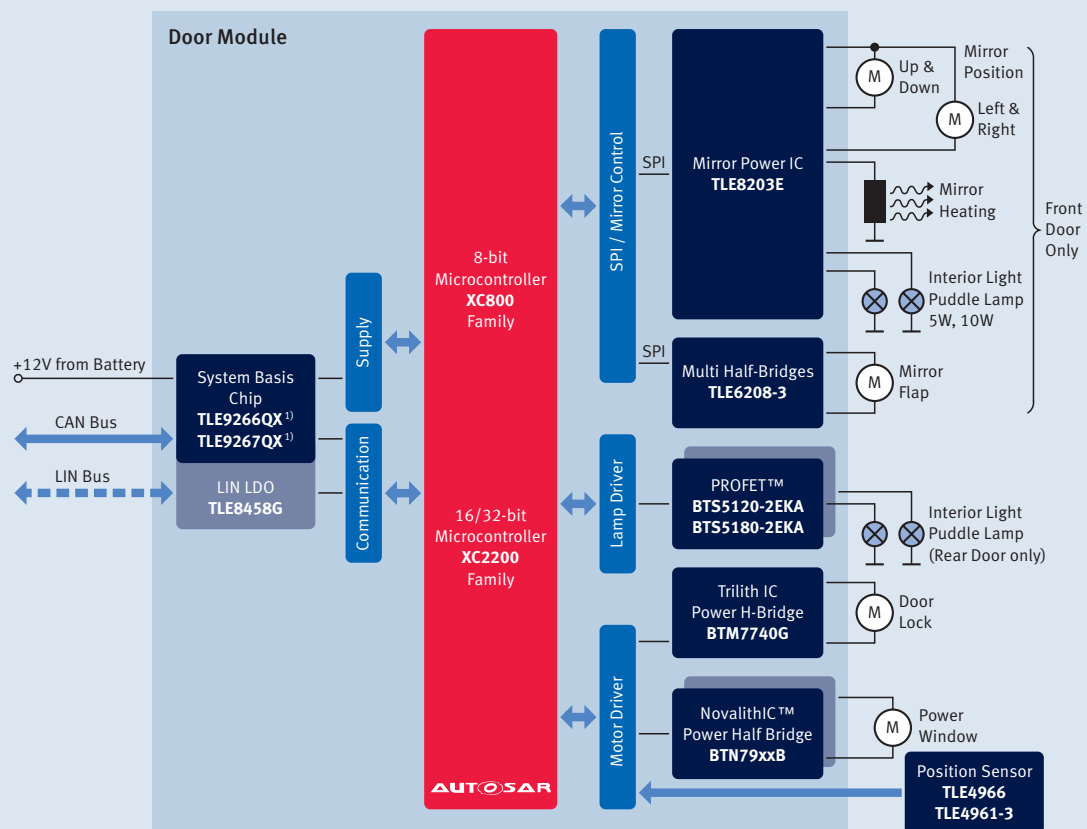 Door Module
+12V from Battery
CAN Bus
LIN Bus
System Basis
Chip
TLE9266QX 1)
TLE9267QX 1)
LIN LDO
TLE8458G
Supply
Communication
8-bit
Microcontroller
XC800
Family
16/32-bit
Microcontroller
XC2200
Family
AUTOSAR
SPI / Mirror Control
Lamp Driver
Motor Driver
SPI
Mirror Power IC
TLE8203E
SPI
Multi Half-Bridges
TLE6208-3
PROFET™
BTS5120-2EKA
BTS5180-2EKA
Trilith IC
Power H-Bridge
BTM7740G
NovalithIC™
Power Half Bridge
BTN79xxB
M
Up &
Down
Mirror
Position
M
Left &
Right
Mirror
Heating
Front
Door
Only
Interior Light
Puddle Lamp
5W, 10W
M
Mirror
Flap
Interior Light
Puddle Lamp
(Rear Door only)
M
Door
Lock
M
Power
Window
Position Sensor
TLE4966
TLE4961-3